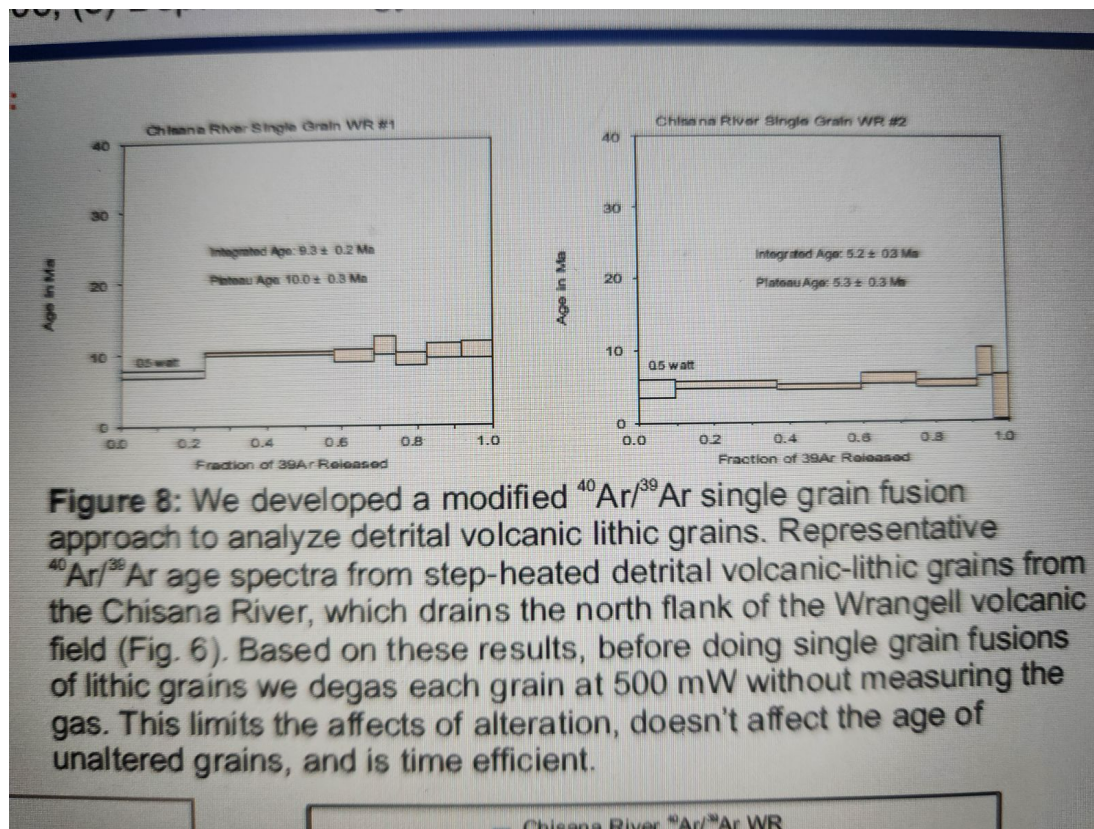 Chisana River Single Grain WR #1
40
30
20
10
0
Age in Ma
Integrated Age: 9.3 ± 0.2 Ma
Plateau Age 10.0 ± 0.3 Ma
0.5 watt
0.0 0.2 0.4 0.6 0.8 1.0
Fraction of 39Ar Released
Chisana River Single Grain WR #2
40
30
20
10
0
Age in Ma
Integrated Age: 5.2 ± 0.3 Ma
Plateau Age: 5.3 ± 0.3 Ma
0.5 watt
0.0 0.2 0.4 0.6 0.8 1.0
Fraction of 39Ar Released
Figure 8: We developed a modified ⁴⁰Ar/³⁹Ar single grain fusion
approach to analyze detrital volcanic lithic grains. Representative
⁴⁰Ar/³⁹Ar age spectra from step-heated detrital volcanic-lithic grains from
the Chisana River, which drains the north flank of the Wrangell volcanic
field (Fig. 6). Based on these results, before doing single grain fusions
of lithic grains we degas each grain at 500 mW without measuring the
gas. This limits the affects of alteration, doesn't affect the age of
unaltered grains, and is time efficient.
Chisana River ⁴⁰Ar/³⁹Ar WR